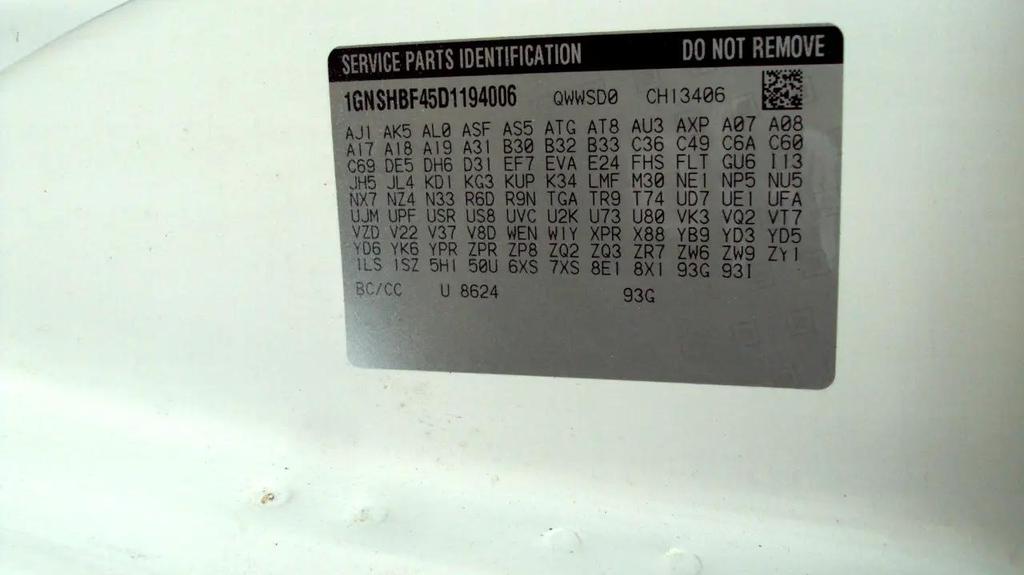 SERVICE PARTS IDENTIFICATION DO NOT REMOVE
1GNSHBF45D1194006 QWWSD0 CHI3406
AJ1 AK5 AL0 ASF AS5 ATG AT8 AU3 AXP A07 A08
A17 A18 A19 A31 B30 B32 B33 C36 C49 C6A C60
C69 DE5 DH6 D31 EF7 EVA E24 FHS FLT GU6 I13
JH5 JL4 KD1 KG3 KUP K34 LMF M30 NE1 NP5 NU5
NX7 NZ4 N33 R6D R9N TGA TR9 T74 UD7 UE1 UFA
UJM UPF USR US8 UVC U2K U73 U80 VK3 VQ2 VT7
VZD V22 V37 V8D WEN W1Y XPR X88 YB9 YD3 YD5
YD6 YK6 YPR ZPR ZP8 ZQ2 ZQ3 ZR7 ZW6 ZW9 ZY1
1LS 1SZ 5H1 50U 6XS 7XS 8E1 8X1 93G 93I
BC/CC U 8624 93G